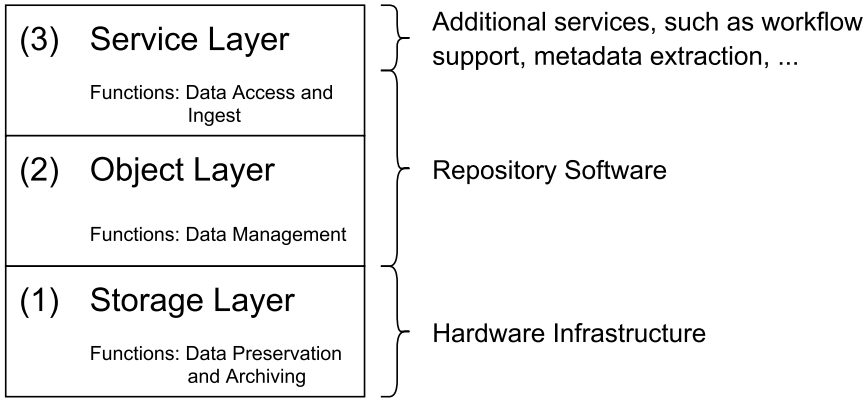 (3) Service Layer
Functions: Data Access and
Ingest
(2) Object Layer
Functions: Data Management
(1) Storage Layer
Functions: Data Preservation
and Archiving
Additional services, such as workflow
support, metadata extraction, ...
Repository Software
Hardware Infrastructure